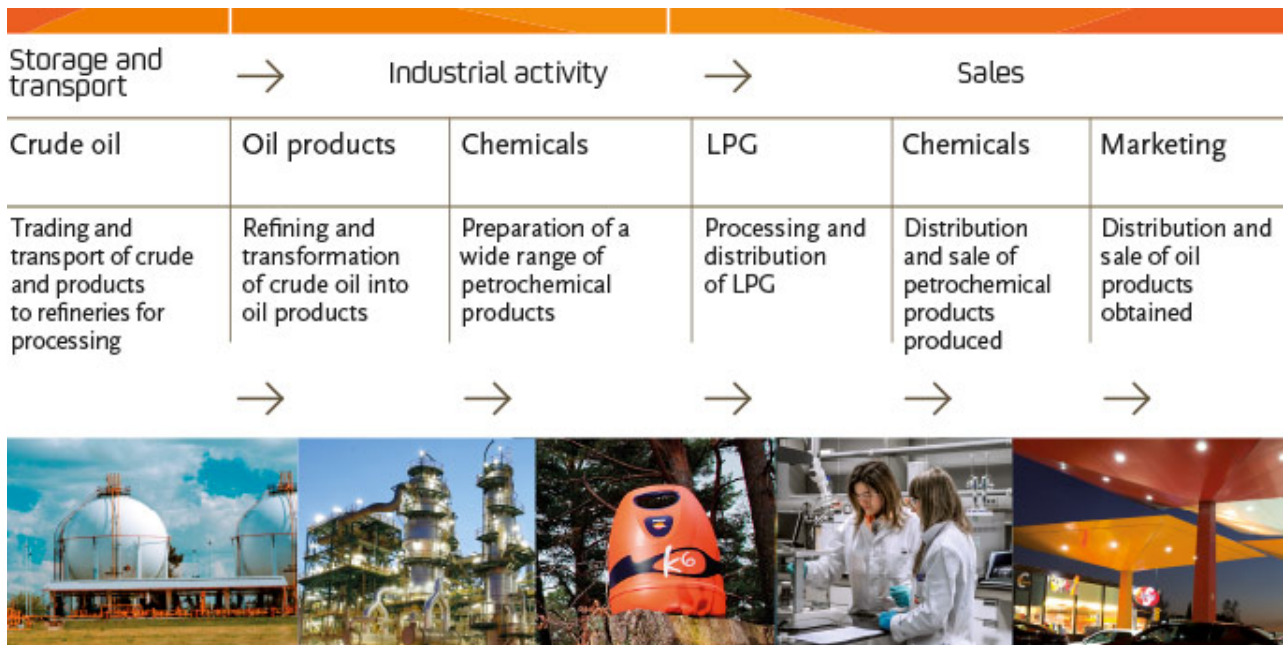 Storage and
transport
→
Industrial activity
→
Sales
Crude oil
Oil products
Chemicals
LPG
Chemicals
Marketing
Trading and
transport of crude
and products
to refineries for
processing
Refining and
transformation
of crude oil into
oil products
Preparation of a
wide range of
petrochemical
products
Processing and
distribution
of LPG
Distribution
and sale of
petrochemical
products
produced
Distribution and
sale of oil
products
obtained
→ → → → →
K6